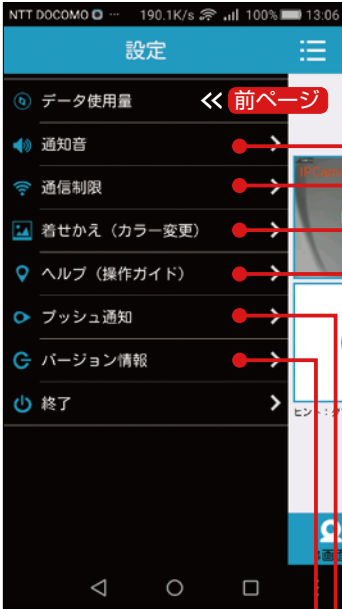 NTT DOCOMO ... 190.1K/s 100% 13:06
設定
データ使用量
≪ 前ページ
通知音
通信制限
着せかえ（カラー変更）
ヘルプ（操作ガイド）
プッシュ通知
バージョン情報
終了
ヒント：